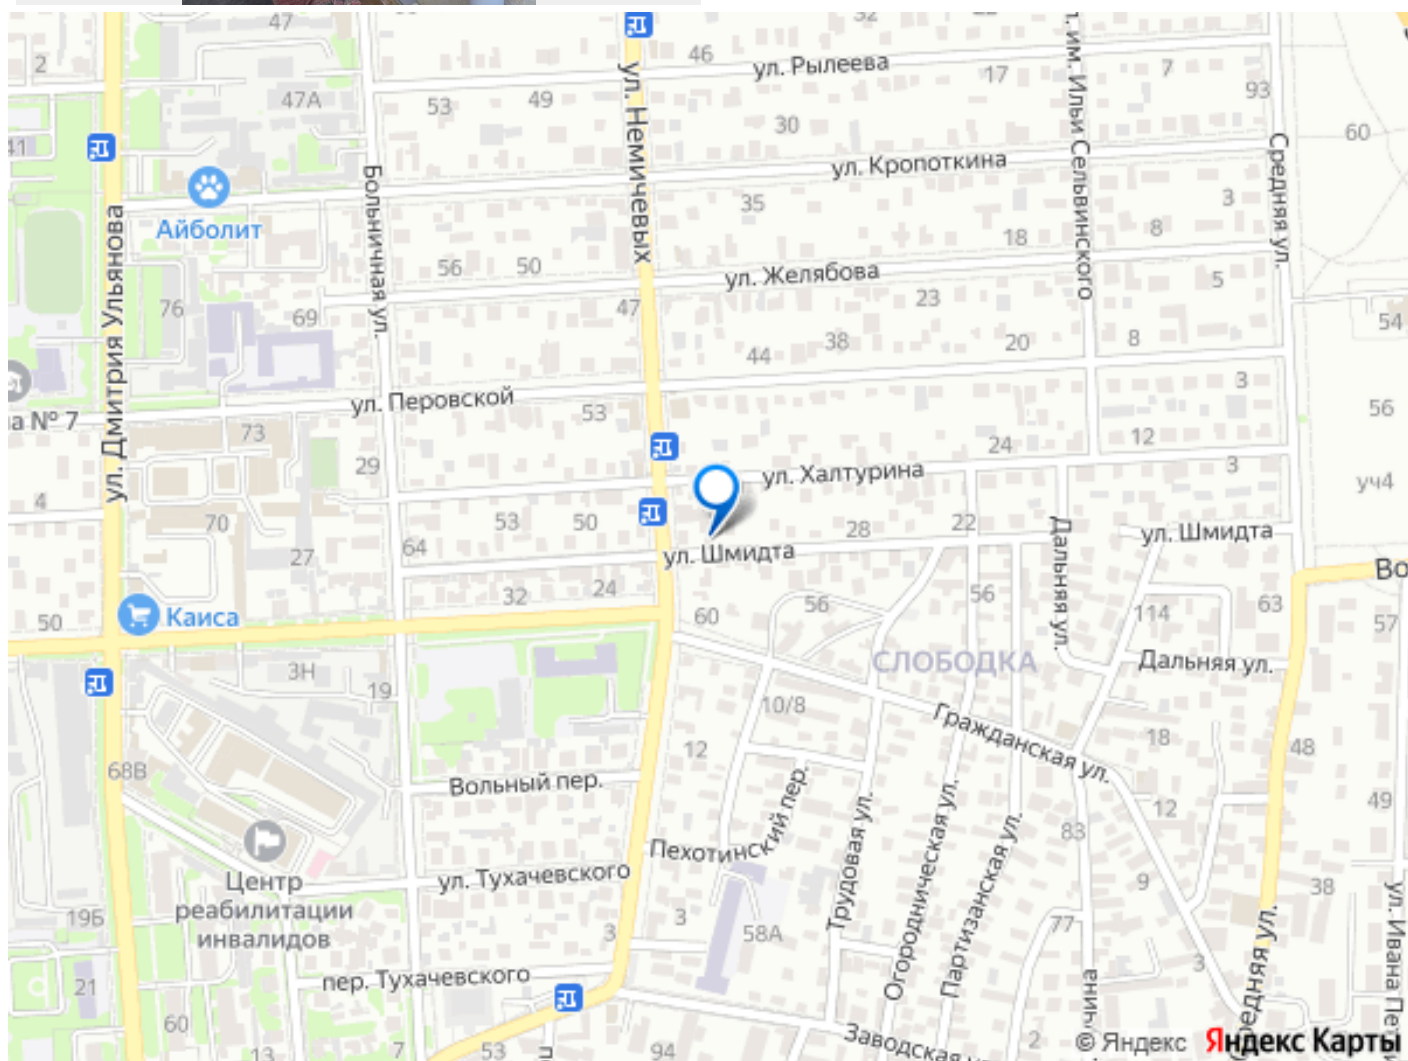 47
2
46
ул. Рылеева
17
7
47А
53
49
93
ул. Немичевых
ул. им. Ильи Сельвинского
30
60
41
Больничная ул.
ул. Кропоткина
Средняя ул.
Айболит
35
3
ул. Дмитрия Ульянова
18
8
56
50
ул. Желябова
5
76
69
47
23
54
44
38
20
8
ул. Перовской
53
3
56
а № 7
73
24
12
29
ул. Халтурина
3
уч4
4
70
53
50
28
22
Дальняя ул.
ул. Шмидта
64
ул. Шмидта
27
Во
32
24
56
56
63
50
Каиса
60
114
57
3Н
СЛОБОДКА
Дальняя ул.
19
10/8
Гражданская ул.
18
48
68В
12
Вольный пер.
12
49
Пехотинский пер.
Трудовая ул.
Огородническая ул.
Партизанская ул.
83
Центр
реабилитации
инвалидов
ул. Тухачевского
9
38
19Б
3
58А
77
3
3
ул. Ивана Пе
пер. Тухачевского
21
60
13
7
53
94
Заводская
2
© Яндекс Яндекс Карты